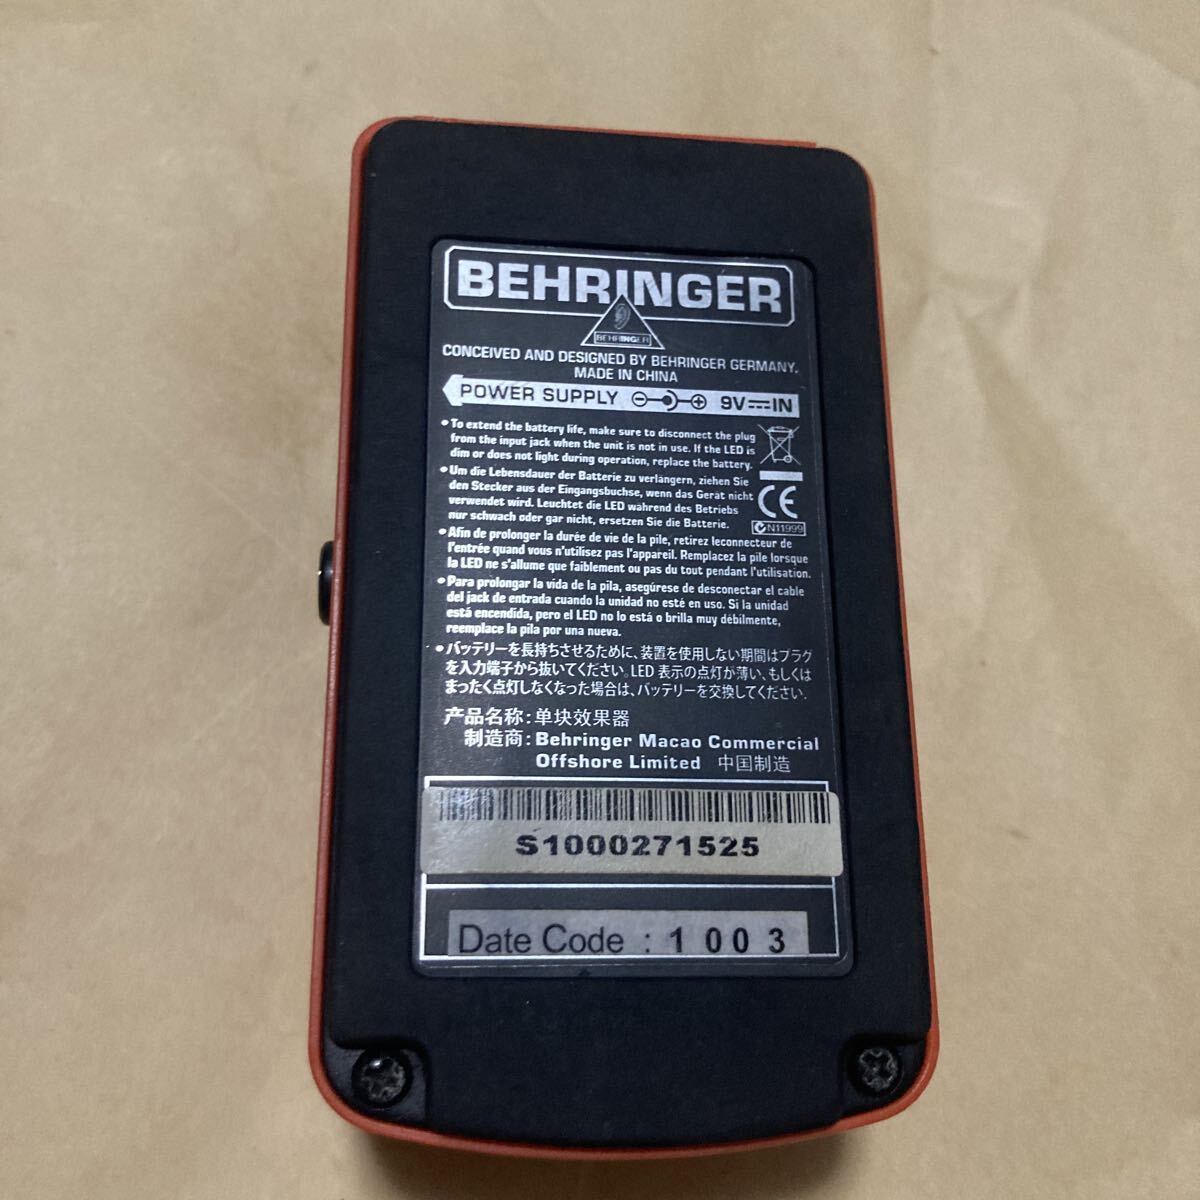 BEHRINGER
BEHRINGER
CONCEIVED AND DESIGNED BY BEHRINGER GERMANY.
MADE IN CHINA
POWER SUPPLY 9V IN
• To extend the battery life, make sure to disconnect the plug
from the input jack when the unit is not in use. If the LED is
dim or does not light during operation, replace the battery.
• Um die Lebensdauer der Batterie zu verlangern, ziehen Sie
den Stecker aus der Eingangsbuchse, wenn das Gerät nicht
verwendet wird. Leuchtet die LED während des Betriebs
nur schwach oder gar nicht, ersetzen Sie die Batterie.
CE
N11999
• Afin de prolonger la durée de vie de la pile, retirez leconnecteur de
l'entrée quand vous n'utilisez pas l'appareil. Remplacez la pile lorsque
la LED ne s'allume que faiblement ou pas du tout pendant l'utilisation.
• Para prolongar la vida de la pila, asegúrese de desconectar el cable
del jack de entrada cuando la unidad no esté en uso. Si la unidad
está encendida, pero el LED no lo está o brilla muy débilmente,
reemplace la pila por una nueva.
• バッテリーを長持ちさせるために、装置を使用しない期間はプラグ
を入力端子から抜いてください。LED 表示の点灯が薄い、もしくは
まったく点灯しなくなった場合は、バッテリーを交換してください.
产品名称: 单块效果器
制造商: Behringer Macao Commercial
Offshore Limited 中国制造
S1000271525
Date Code : 1003